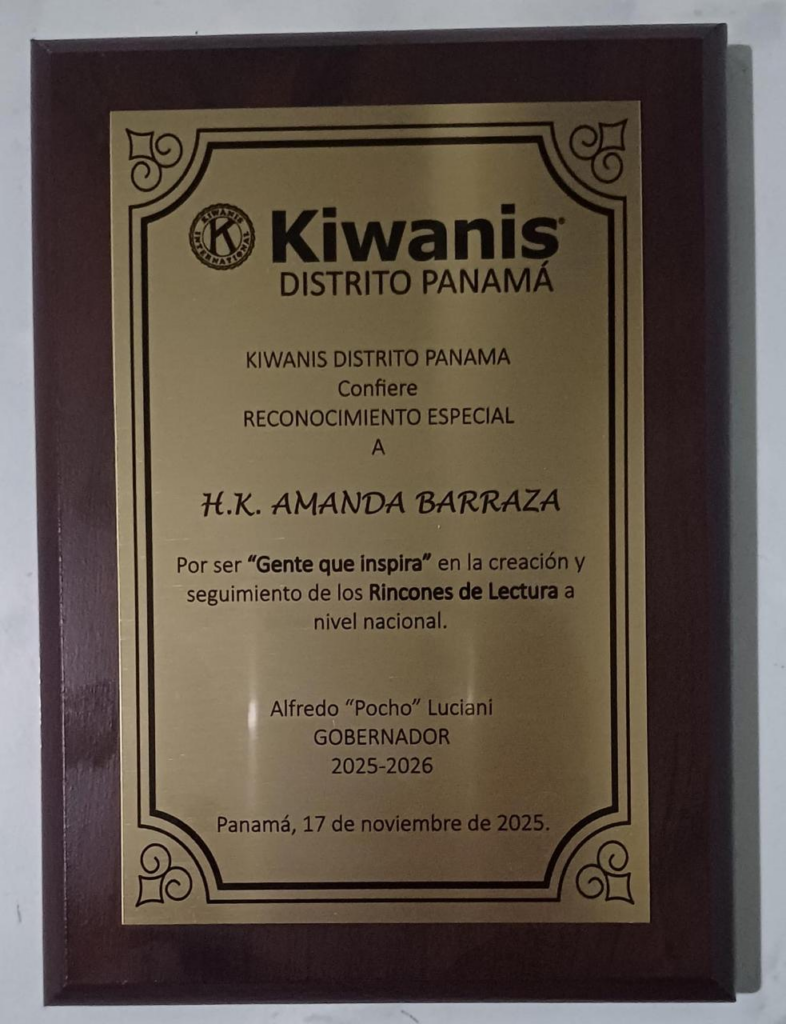 KIWANIS
K
INTERNATIONAL
Kiwanis
DISTRITO PANAMÁ
KIWANIS DISTRITO PANAMA
Confiere
RECONOCIMIENTO ESPECIAL
A
H.K. AMANDA BARRAZA
Por ser “Gente que inspira” en la creación y
seguimiento de los Rincones de Lectura a
nivel nacional.
Alfredo “Pocho” Luciani
GOBERNADOR
2025-2026
Panamá, 17 de noviembre de 2025.